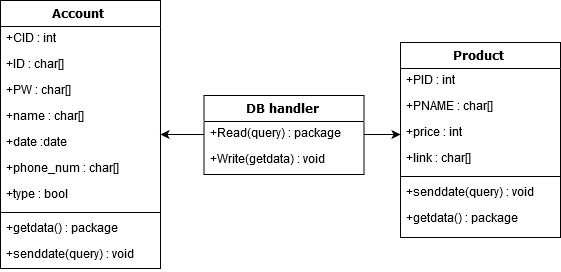 Account
+CID : int
+ID : char[]
+PW : char[]
+name : char[]
+date :date
+phone_num : char[]
+type : bool
+getdata() : package
+senddate(query) : void
DB handler
+Read(query) : package
+Write(getdata) : void
Product
+PID : int
+PNAME : char[]
+price : int
+link : char[]
+senddate(query) : void
+getdata() : package